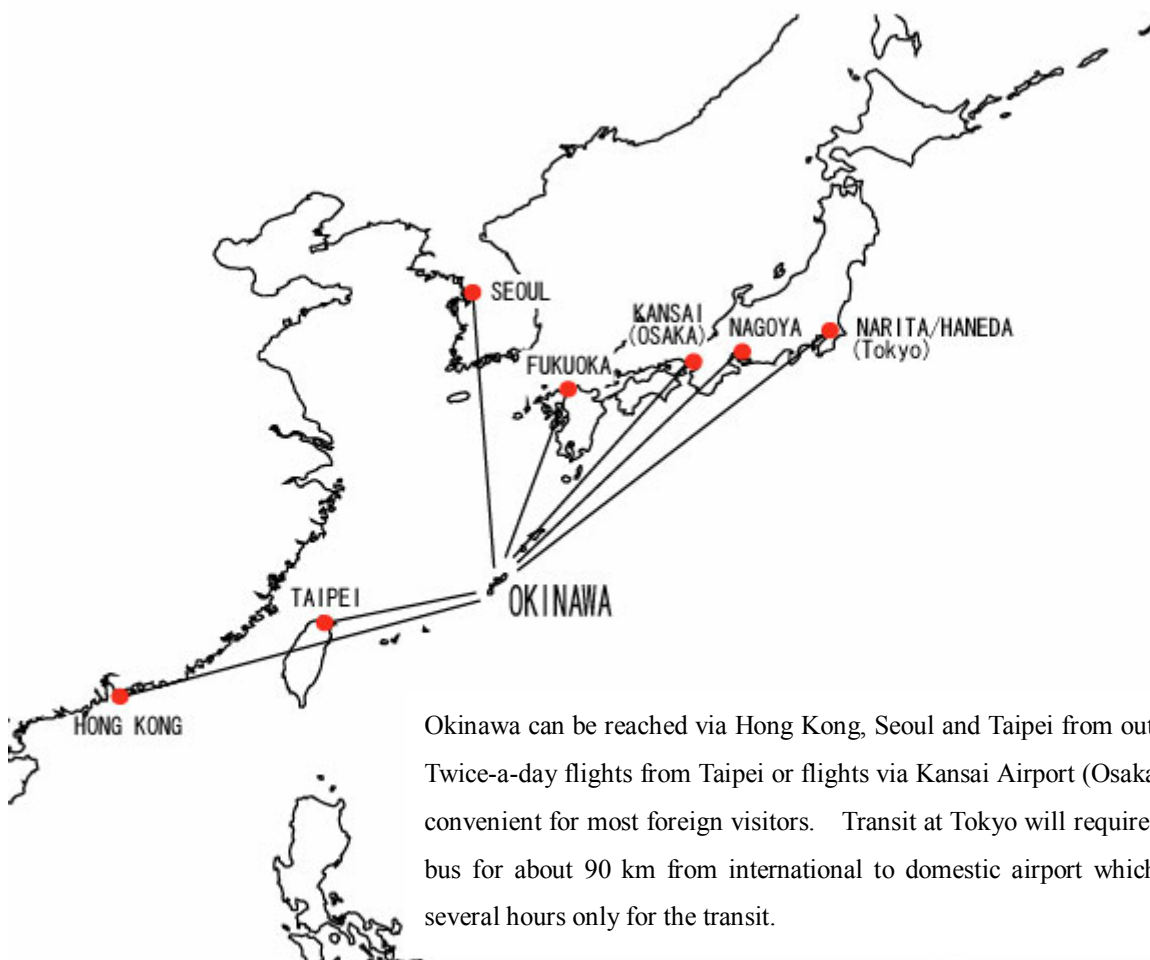 SEOUL
KANSAI
(OSAKA)
NAGOYA
NARITA/HANEDA
(Tokyo)
FUKUOKA
TAIPEI
OKINAWA
HONG KONG
Okinawa can be reached via Hong Kong, Seoul and Taipei from out
Twice-a-day flights from Taipei or flights via Kansai Airport (Osaka
convenient for most foreign visitors. Transit at Tokyo will require
bus for about 90 km from international to domestic airport which
several hours only for the transit.